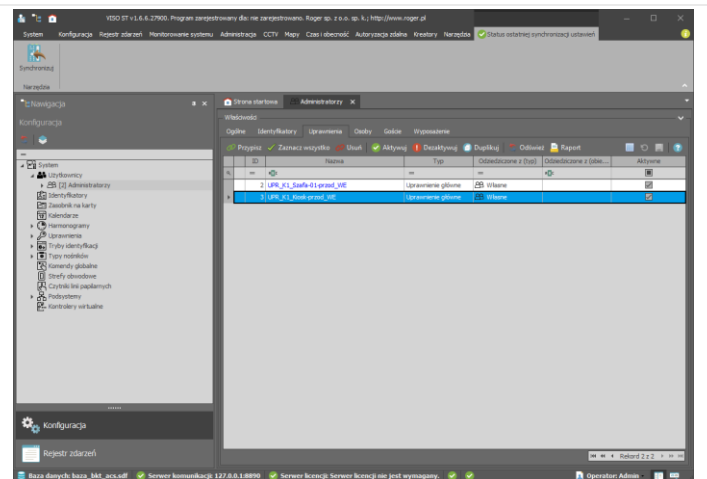 VISO ST v1.6.6.27900. Program zarejestrowany dla: nie zarejestrowano. Roger sp. z o.o. sp. k.; http://www.roger.pl
System Konfiguracja Rejestr zdarzeń Monitorowanie systemu Administracja CCTV Mapy Czas i obecność Autoryzacja zdalna Kreatory Narzędzia Status ostatniej synchronizacji ustawień
Synchronizuj
Narzędzia
Nawigacja
Strona startowa Administratorzy
Konfiguracja
Właściwości
Ogólne Identyfikatory Uprawnienia Osoby Goście Wyposażenie
Przypisz Zaznacz wszystko Usuń Aktywuj Dezaktywuj Duplikuj Odśwież Raport
ID Nazwa Typ Odziedziczone z (typ) Odziedziczone z (obie... Aktywne
2 UPR_K1_Szafa-01-przod_WE Uprawnienie główne Własne
3 UPR_K1_Kiosk-przod_WE Uprawnienie główne Własne
System
Użytkownicy
[2] Administratorzy
Identyfikatory
Zasobnik na karty
Kalendarze
Harmonogramy
Uprawnienia
Tryby identyfikacji
Typy nośników
Komendy globalne
Strefy obwodowe
Czytniki linii papilarnych
Podsystemy
Kontrolery wirtualne
Konfiguracja
Rejestr zdarzeń
Rekord 2 z 2
Baza danych: baza_bkt_acs.sdf Serwer komunikacji: 127.0.0.1:8890 Serwer licencji: Serwer licencji nie jest wymagany. Operator: Admin